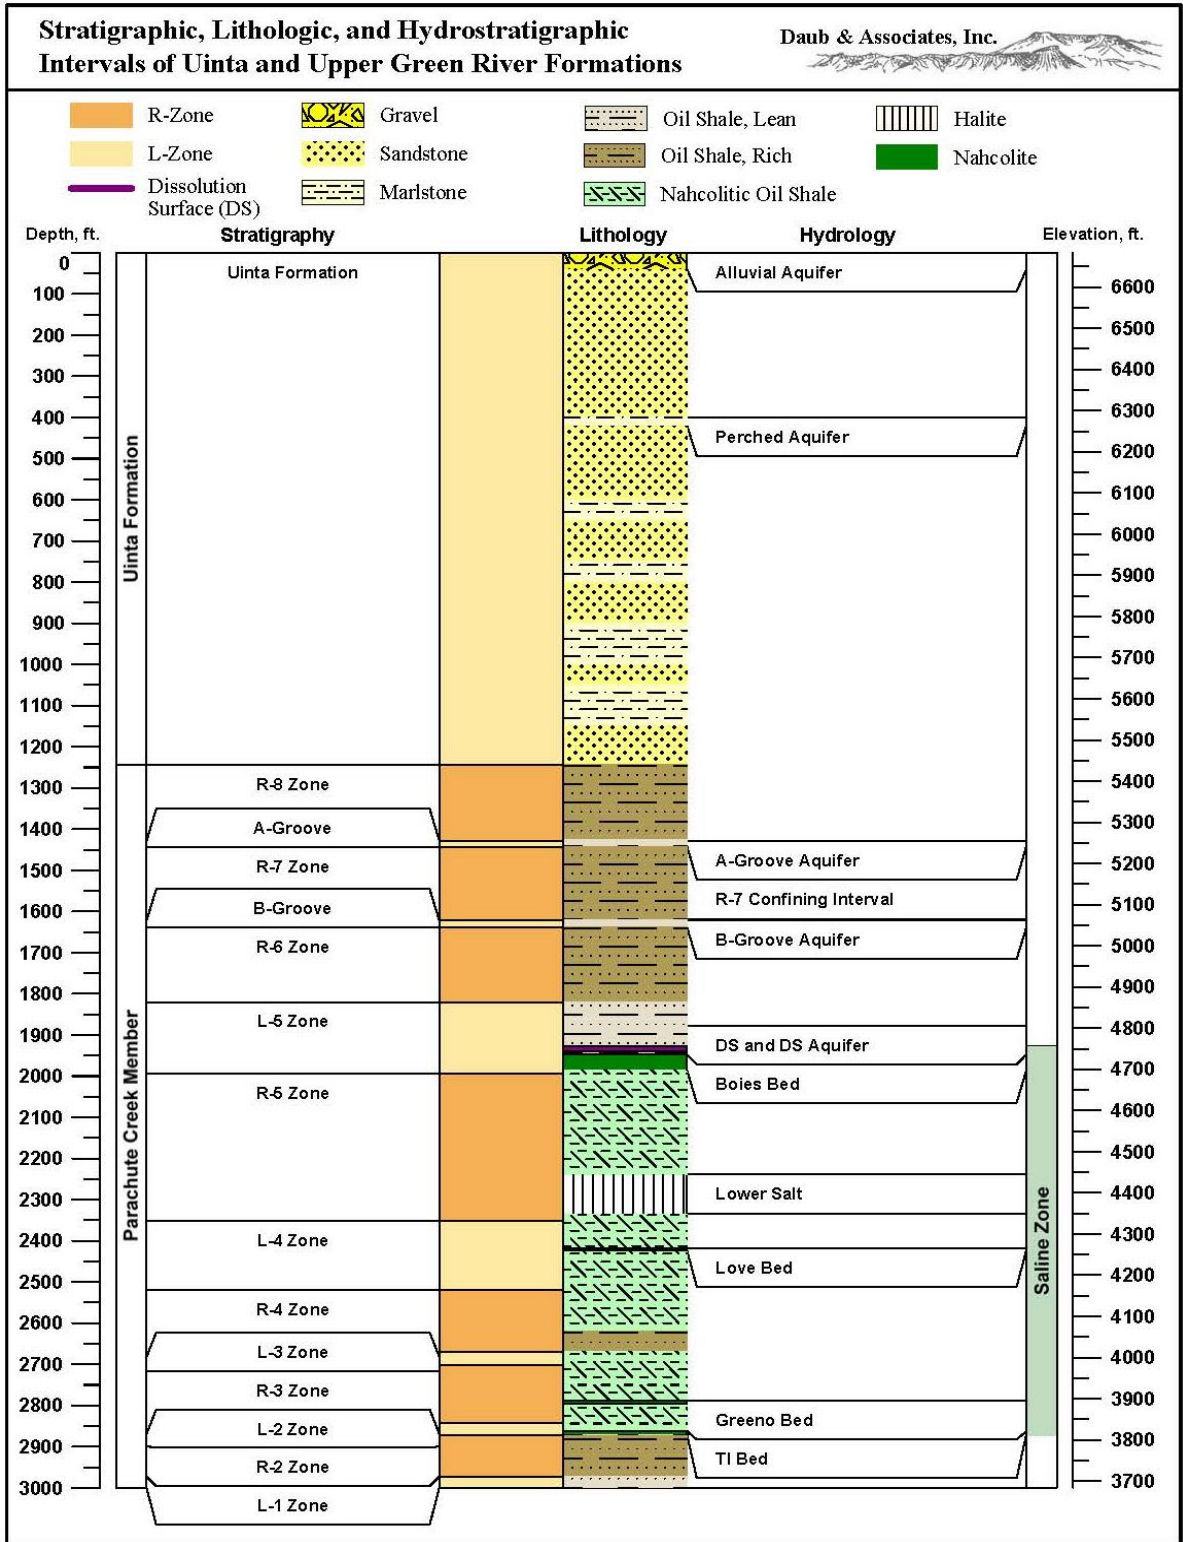 Stratigraphic, Lithologic, and Hydrostratigraphic
Intervals of Uinta and Upper Green River Formations
Daub & Associates, Inc.
R-Zone
Gravel
Oil Shale, Lean
Halite
L-Zone
Sandstone
Oil Shale, Rich
Nahcolite
Dissolution
Surface (DS)
Marlstone
Nahcolitic Oil Shale
Depth, ft.
Stratigraphy
Lithology
Hydrology
Elevation, ft.
0
100
200
300
400
500
600
700
800
900
1000
1100
1200
1300
1400
1500
1600
1700
1800
1900
2000
2100
2200
2300
2400
2500
2600
2700
2800
2900
3000
Uinta Formation
Parachute Creek Member
Uinta Formation
R-8 Zone
A-Groove
R-7 Zone
B-Groove
R-6 Zone
L-5 Zone
R-5 Zone
L-4 Zone
R-4 Zone
L-3 Zone
R-3 Zone
L-2 Zone
R-2 Zone
L-1 Zone
Alluvial Aquifer
Perched Aquifer
A-Groove Aquifer
R-7 Confining Interval
B-Groove Aquifer
DS and DS Aquifer
Boies Bed
Lower Salt
Love Bed
Greeno Bed
TI Bed
Saline Zone
6600
6500
6400
6300
6200
6100
6000
5900
5800
5700
5600
5500
5400
5300
5200
5100
5000
4900
4800
4700
4600
4500
4400
4300
4200
4100
4000
3900
3800
3700